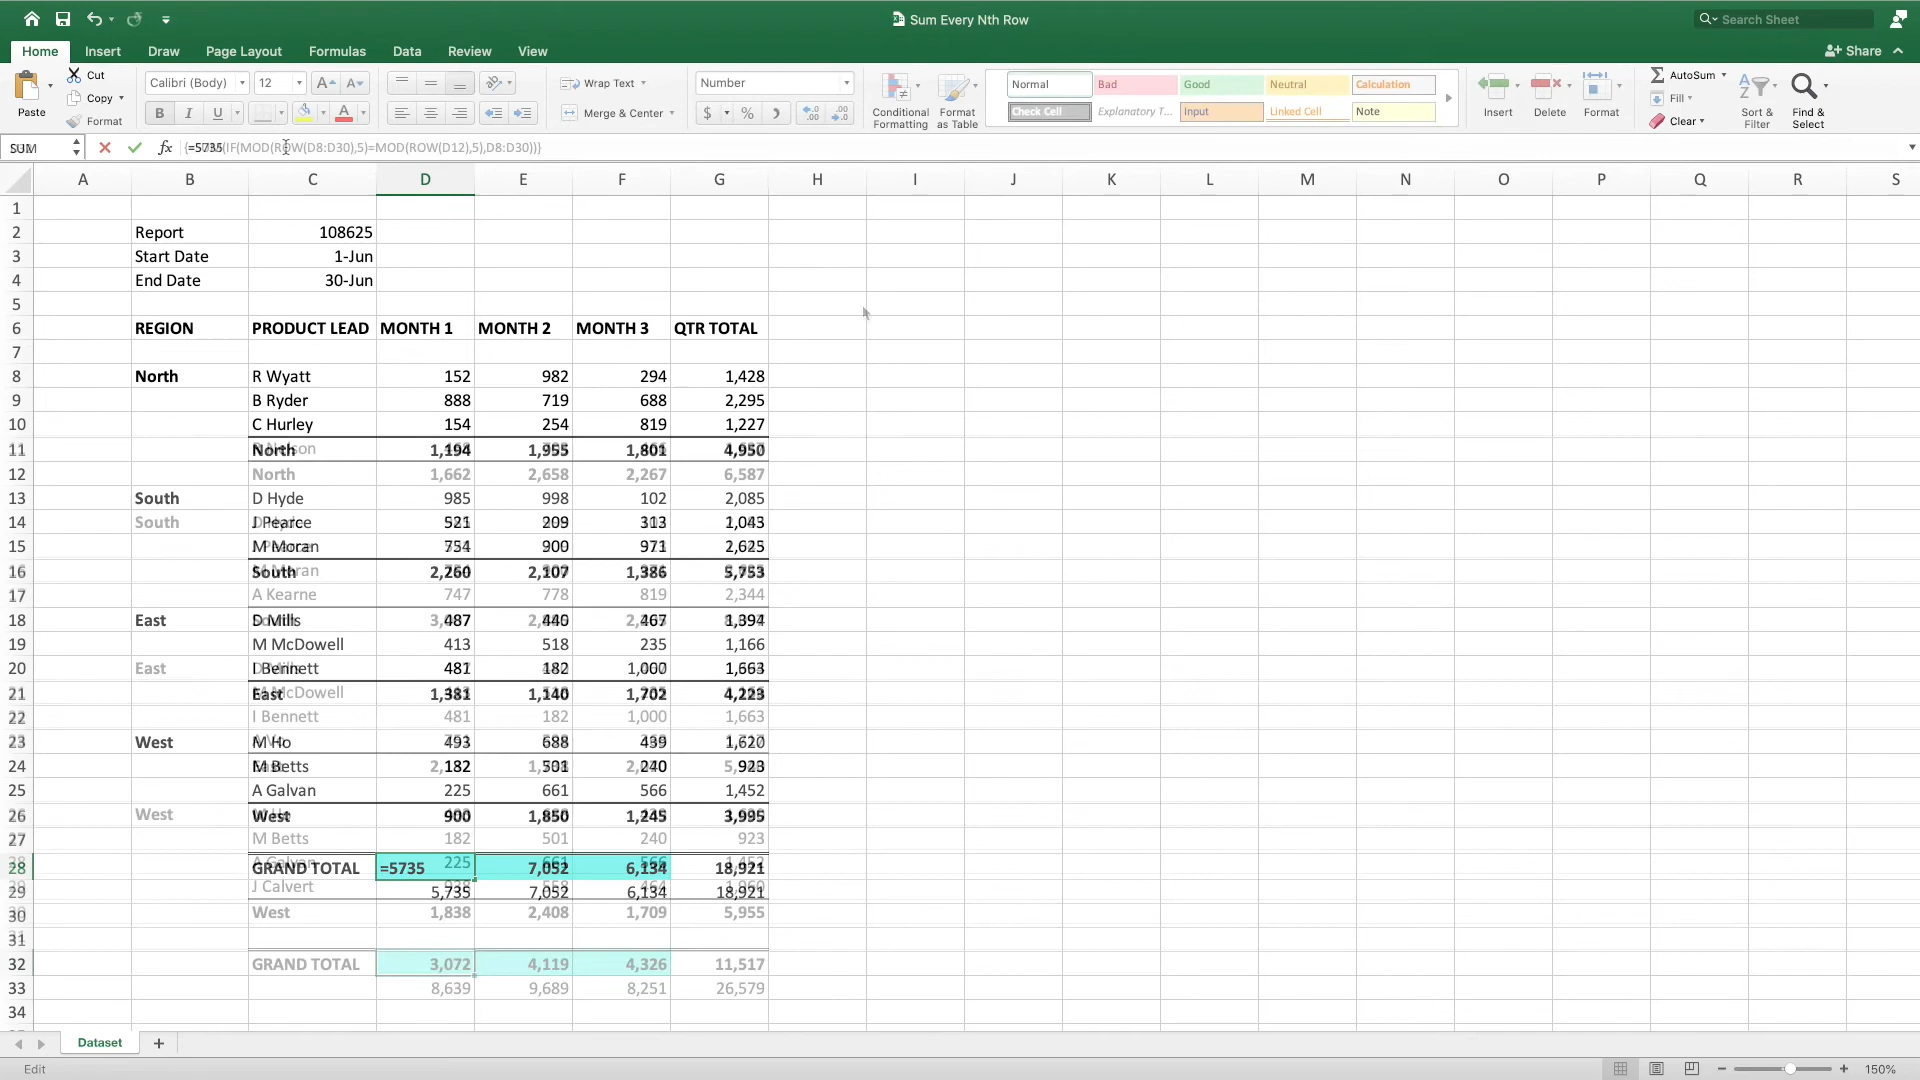 Sum Every Nth Row
Search Sheet
Home Insert Draw Page Layout Formulas Data Review View
Share
Paste
Cut
Copy
Format
Calibri (Body) 12
B I U
Wrap Text
Merge & Center
Number
$ %
Conditional Formatting
Format as Table
Normal Bad Good Neutral Calculation
Check Cell Explanatory T... Input Linked Cell Note
Insert Delete Format
AutoSum
Fill
Clear
Sort & Filter
Find & Select
SUM fx =5735 (IF(MOD(ROW(D8:D30),5)=MOD(ROW(D12),5),D8:D30))}
A B C D E F G H I J K L M N O P Q R S
1
2 Report 108625
3 Start Date 1-Jun
4 End Date 30-Jun
5
6 REGION PRODUCT LEAD MONTH 1 MONTH 2 MONTH 3 QTR TOTAL
7
8 North R Wyatt 152 982 294 1,428
9 B Ryder 888 719 688 2,295
10 C Hurley 154 254 819 1,227
11 North 1,194 1,955 1,801 4,950
12 North 1,662 2,658 2,267 6,587
13 South D Hyde 985 998 102 2,085
14 South J Pearce 521 209 313 1,043
15 M Moran 754 900 971 2,625
16 South 2,260 2,107 1,386 5,753
17 A Kearne 747 778 819 2,344
18 East D Mills 487 440 467 1,394
19 M McDowell 413 518 235 1,166
20 East I Bennett 481 182 1,000 1,663
21 East 1,381 1,140 1,702 4,223
22 I Bennett 481 182 1,000 1,663
23 West M Ho 493 688 439 1,620
24 M Betts 182 501 240 923
25 A Galvan 225 661 566 1,452
26 West West 900 1,850 1,245 3,995
27 M Betts 182 501 240 923
28 GRAND TOTAL =5735 7,052 6,134 18,921
29 5,735 7,052 6,134 18,921
30 West 1,838 2,408 1,709 5,955
31
32 GRAND TOTAL 3,072 4,119 4,326 11,517
33 8,639 9,689 8,251 26,579
34
Dataset
Edit
150%